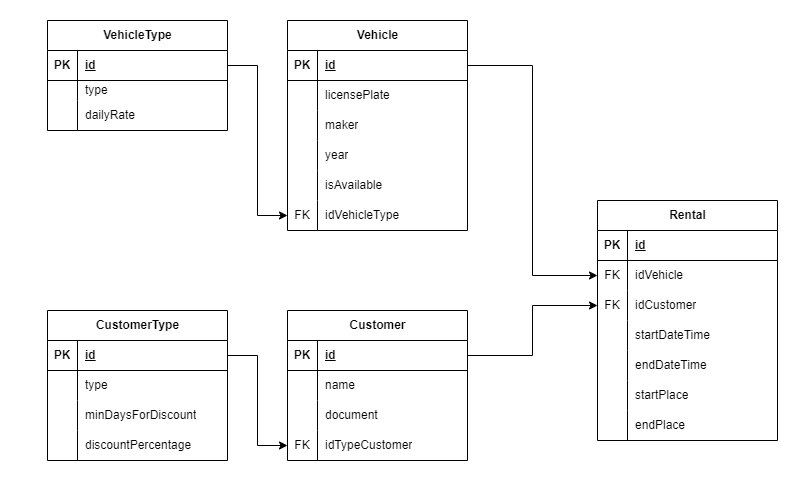 VehicleType
PK id
type
dailyRate
Vehicle
PK id
licensePlate
maker
year
isAvailable
FK idVehicleType
Rental
PK id
FK idVehicle
FK idCustomer
startDateTime
endDateTime
startPlace
endPlace
CustomerType
PK id
type
minDaysForDiscount
discountPercentage
Customer
PK id
name
document
FK idTypeCustomer